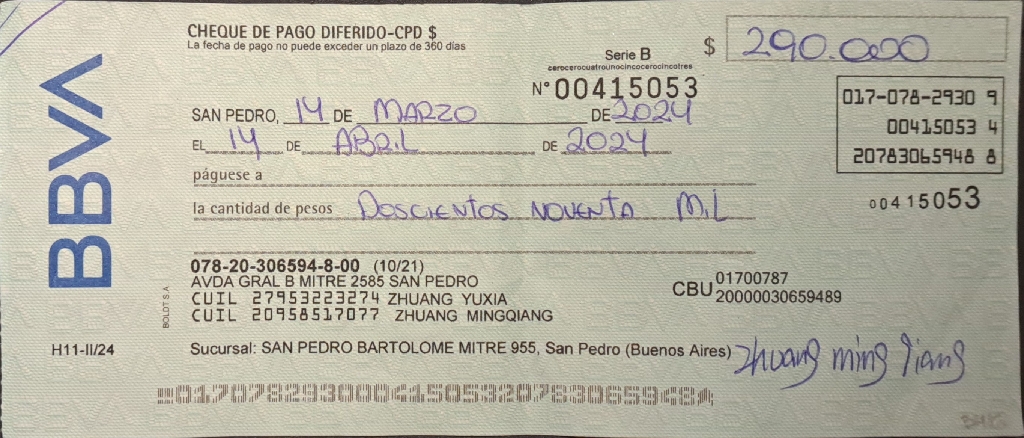 BBVA
CHEQUE DE PAGO DIFERIDO-CPD $
La fecha de pago no puede exceder un plazo de 360 días
Serie B
cerocerocuatrounocincocerocincotres
N° 00415053
$ 290.000
SAN PEDRO, 14 DE MARZO DE 2024
EL 14 DE ABRIL DE 2024
páguese a
la cantidad de pesos Doscientos noventa Mil
017-078-2930 9
00415053 4
20783065948 8
00415053
078-20-306594-8-00 (10/21)
AVDA GRAL B MITRE 2585 SAN PEDRO
CUIL 27953223274 ZHUANG YUXIA
CUIL 20958517077 ZHUANG MINGQIANG
CBU 01700787
20000030659489
BOLDT S.A
H11-II/24
Sucursal: SAN PEDRO BARTOLOME MITRE 955, San Pedro (Buenos Aires)
zhuang ming qiang